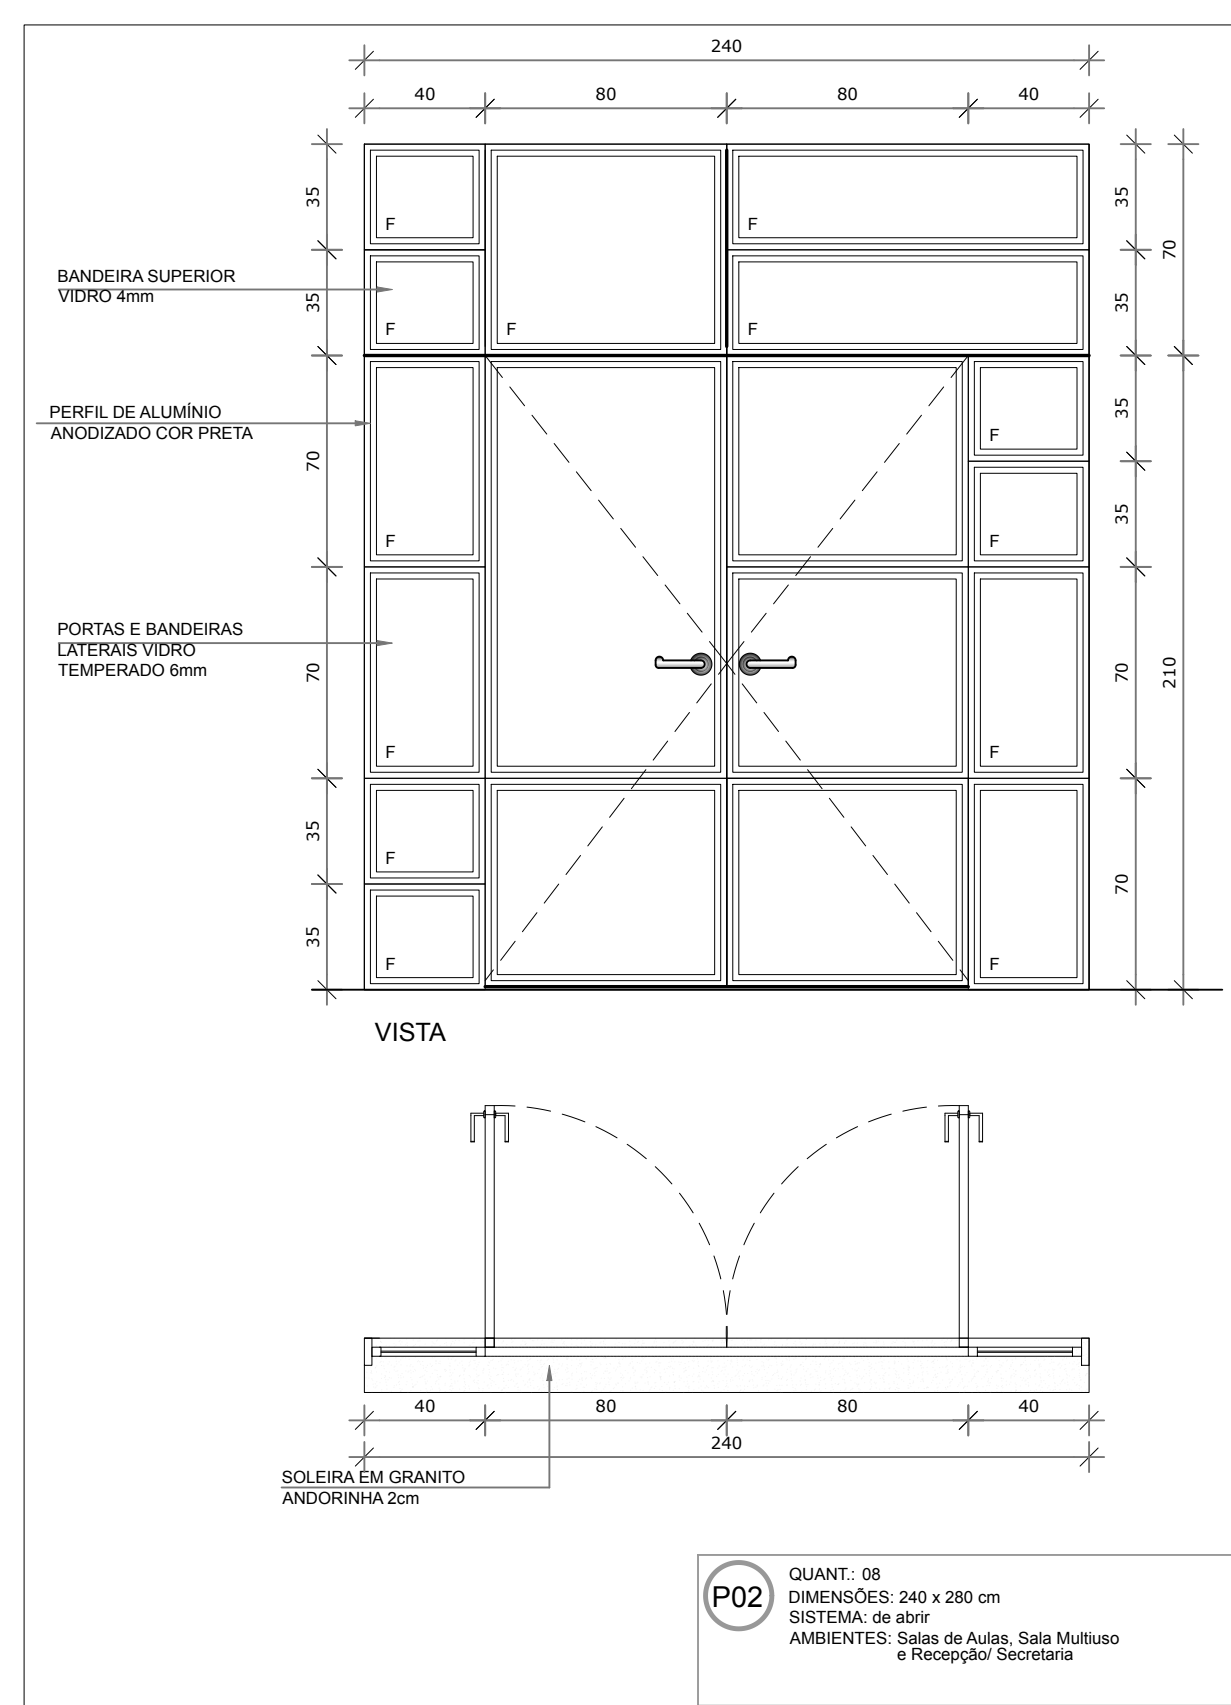 240
40 80 80 40
35 F F 35
70
BANDEIRA SUPERIOR
VIDRO 4mm
35 F F F 35
PERFIL DE ALUMÍNIO
ANODIZADO COR PRETA
35
F
70
35
F F
PORTAS E BANDEIRAS
LATERAIS VIDRO
TEMPERADO 6mm
70 70 210
F F
35
F
70
35
F F
VISTA
40 80 80 40
240
SOLEIRA EM GRANITO
ANDORINHA 2cm
P02
QUANT.: 08
DIMENSÕES: 240 x 280 cm
SISTEMA: de abrir
AMBIENTES: Salas de Aulas, Sala Multiuso
e Recepção/ Secretaria